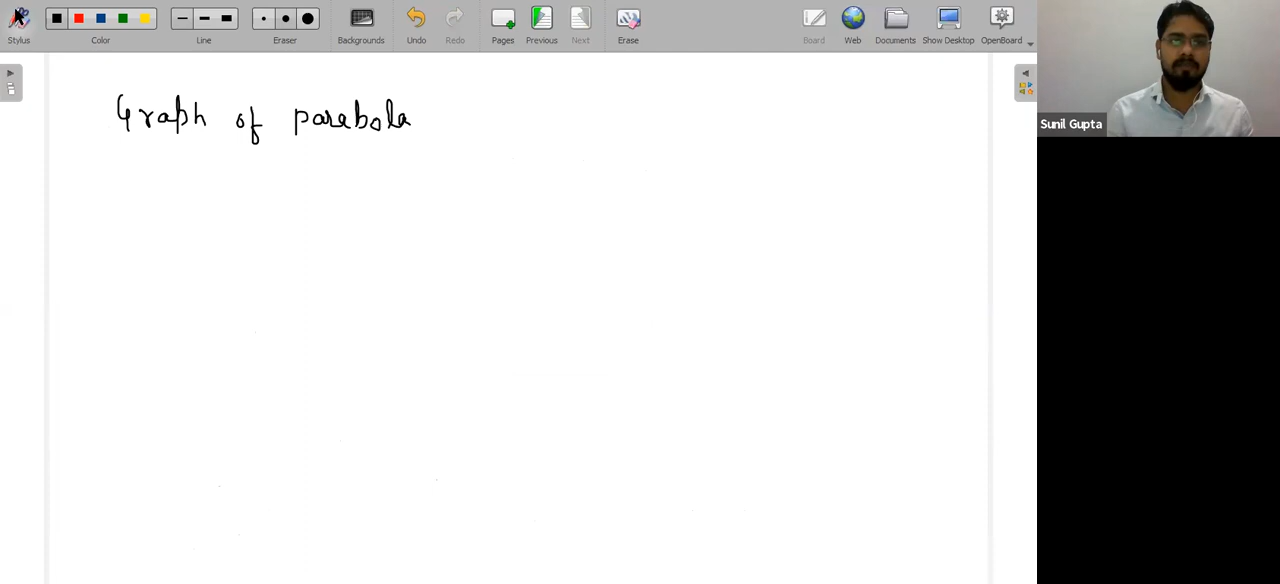 Stylus Color Line Eraser Backgrounds Undo Redo Pages Previous Next Erase Board Web Documents Show Desktop OpenBoard
Sunil Gupta
Graph of parabola